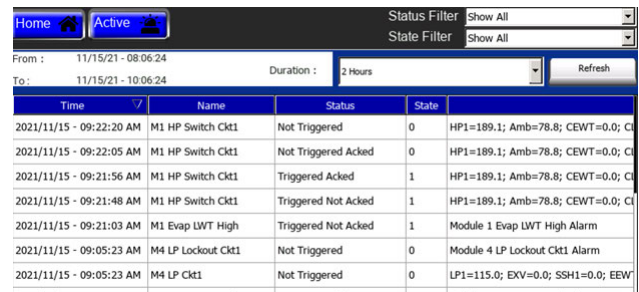 Home Active Status Filter Show All
State Filter Show All
From : 11/15/21 - 08:06:24
To : 11/15/21 - 10:06:24
Duration : 2 Hours Refresh
Time Name Status State
2021/11/15 - 09:22:20 AM M1 HP Switch Ckt1 Not Triggered 0 HP1=189.1; Amb=78.8; CEWT=0.0;
2021/11/15 - 09:22:05 AM M1 HP Switch Ckt1 Not Triggered Not Acked 0 HP1=189.1; Amb=78.8; CEWT=0.0;
2021/11/15 - 09:21:56 AM M1 HP Switch Ckt1 Triggered Acked 1 HP1=189.1; Amb=78.8; CEWT=0.0;
2021/11/15 - 09:21:48 AM M1 HP Switch Ckt1 Triggered Not Acked 1 HP1=189.1; Amb=78.8; CEWT=0.0;
2021/11/15 - 09:21:03 AM M1 Evap LWT High Triggered Not Acked 1 Module 1 Evap LWT High Alarm
2021/11/15 - 09:05:23 AM M4 LP Lockout Ckt1 Not Triggered 0 Module 4 LP Lockout Ckt1 Alarm
2021/11/15 - 09:05:23 AM M4 LP Ckt1 Not Triggered 0 LP1=115.0; EXV=0.0; SSH1=0.0;